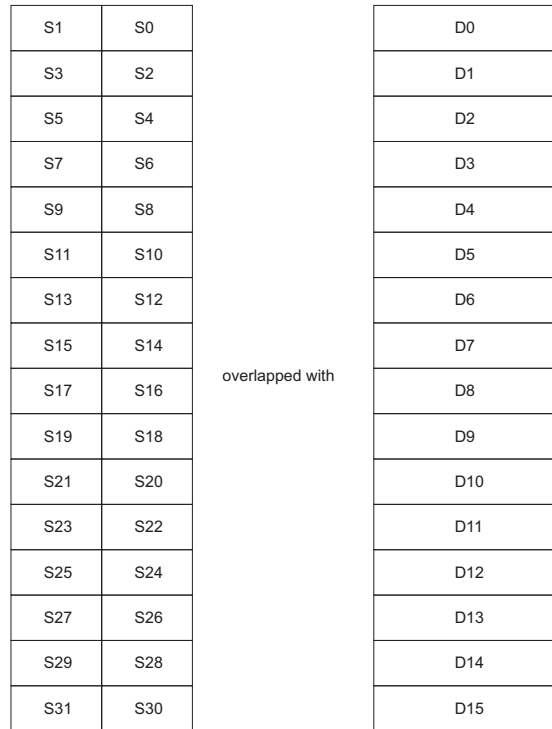 S1 S0 D0
S3 S2 D1
S5 S4 D2
S7 S6 D3
S9 S8 D4
S11 S10 D5
S13 S12 D6
S15 S14 D7
overlapped with
S17 S16 D8
S19 S18 D9
S21 S20 D10
S23 S22 D11
S25 S24 D12
S27 S26 D13
S29 S28 D14
S31 S30 D15